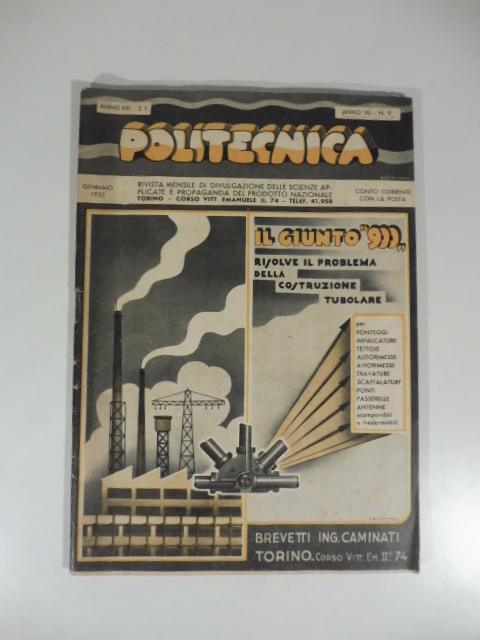 ANNO XIII - E.F.
ANNO VII - N. 9
POLITECNICA
GENNAIO
1935
RIVISTA MENSILE DI DIVULGAZIONE DELLE SCIENZE AP-
PLICATE E PROPAGANDA DEL PRODOTTO NAZIONALE
TORINO - CORSO VITT. EMANUELE II, 74 - TELEF. 41.958
CONTO CORRENTE
CON LA POSTA
IL GIUNTO "933„
RISOLVE IL PROBLEMA
DELLA
COSTRUZIONE
TUBOLARE
per
PONTEGGI
IMPALCATURE
TETTOIE
AUTORIMESSE
AVIORIMESSE
TRAVATURE
SCAFFALATURE
PONTI
PASSERELLE
ANTENNE
scomponibili
e indeformabili
BREVETTI ING. CAMINATI
TORINO. CORSO VITT. EM. II° 74